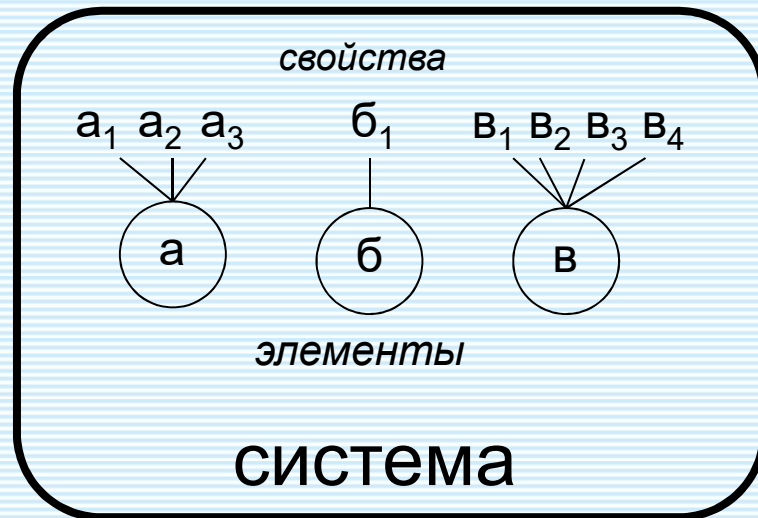 свойства
а₁ а₂ а₃ б₁ в₁ в₂ в₃ в₄
а б в
элементы
система